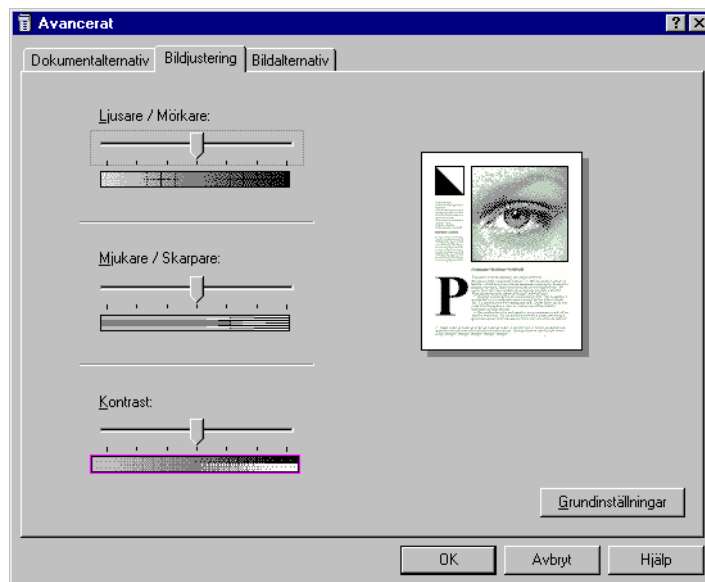 Avancerat
Dokumentalternativ Bildjustering Bildalternativ
Ljusare / Mörkare:
Mjukare / Skarpare:
P
Kontrast:
Grundinställningar
OK Avbryt Hjälp